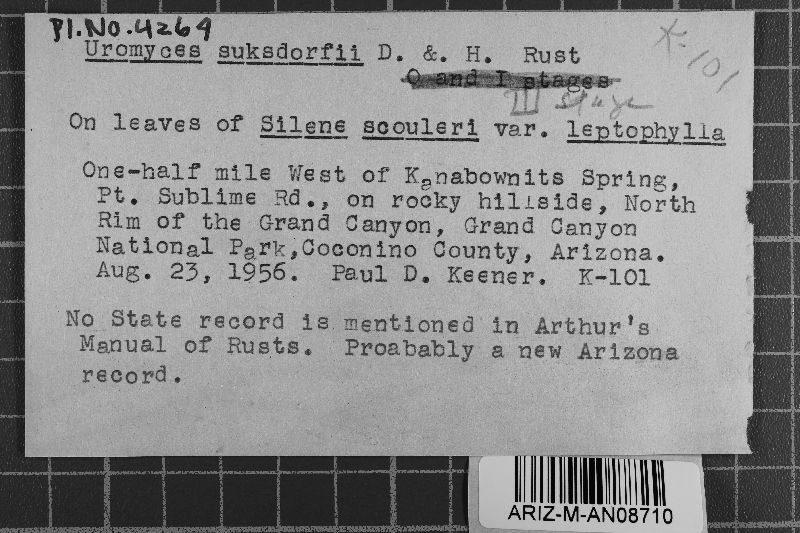 Pl.No.4264
Uromyces suksdorfii D. &. H. Rust
K-101
O and I stages
III stage
On leaves of Silene scouleri var. leptophylla
One-half mile West of Kanabownits Spring,
Pt. Sublime Rd., on rocky hillside, North
Rim of the Grand Canyon, Grand Canyon
National Park,Coconino County, Arizona.
Aug. 23, 1956. Paul D. Keener. K-101
No State record is mentioned in Arthur's
Manual of Rusts. Proabably a new Arizona
record.
ARIZ-M-AN08710